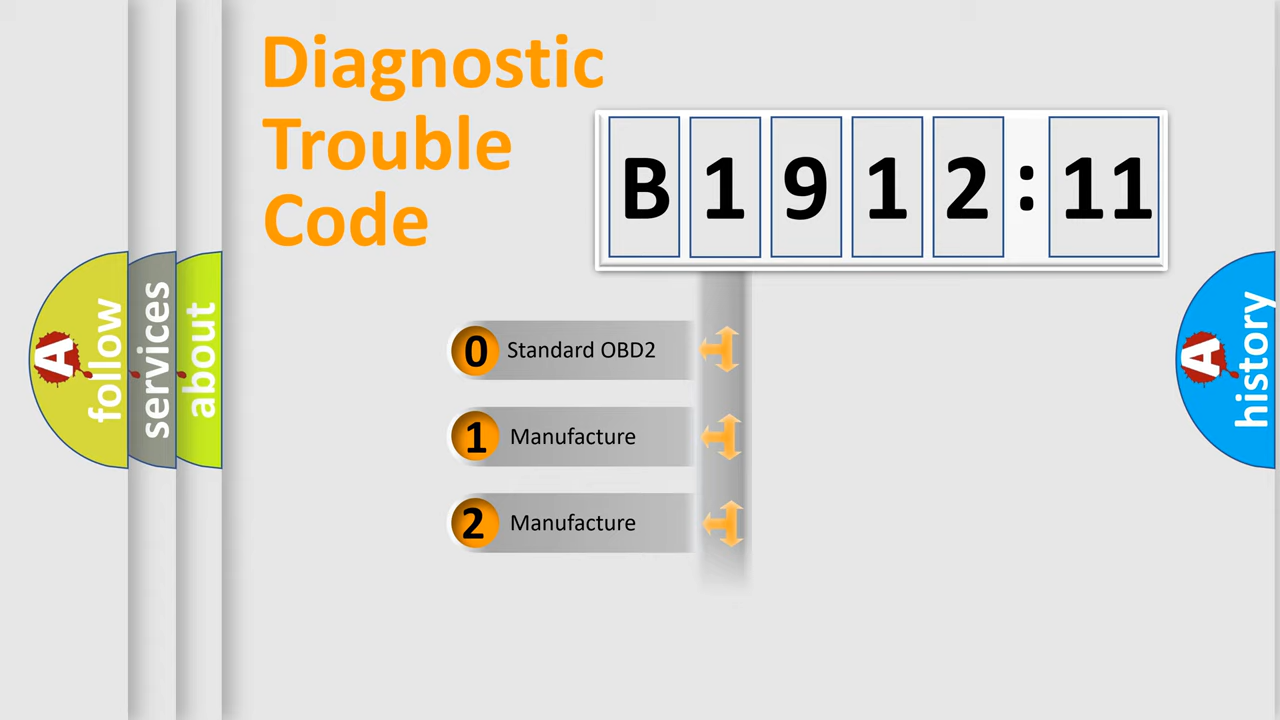 Diagnostic
Trouble
Code
B 1 9 1 2 : 11
0 Standard OBD2
1 Manufacture
2 Manufacture
A follow
services
about
A history